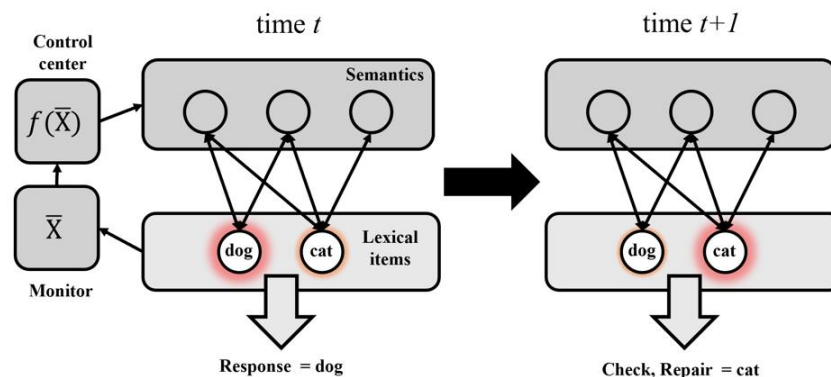 time t
time t+1
Control
center
Semantics
f(X̅)
X̅
dog
cat
Lexical
items
dog
cat
Monitor
Response = dog
Check, Repair = cat